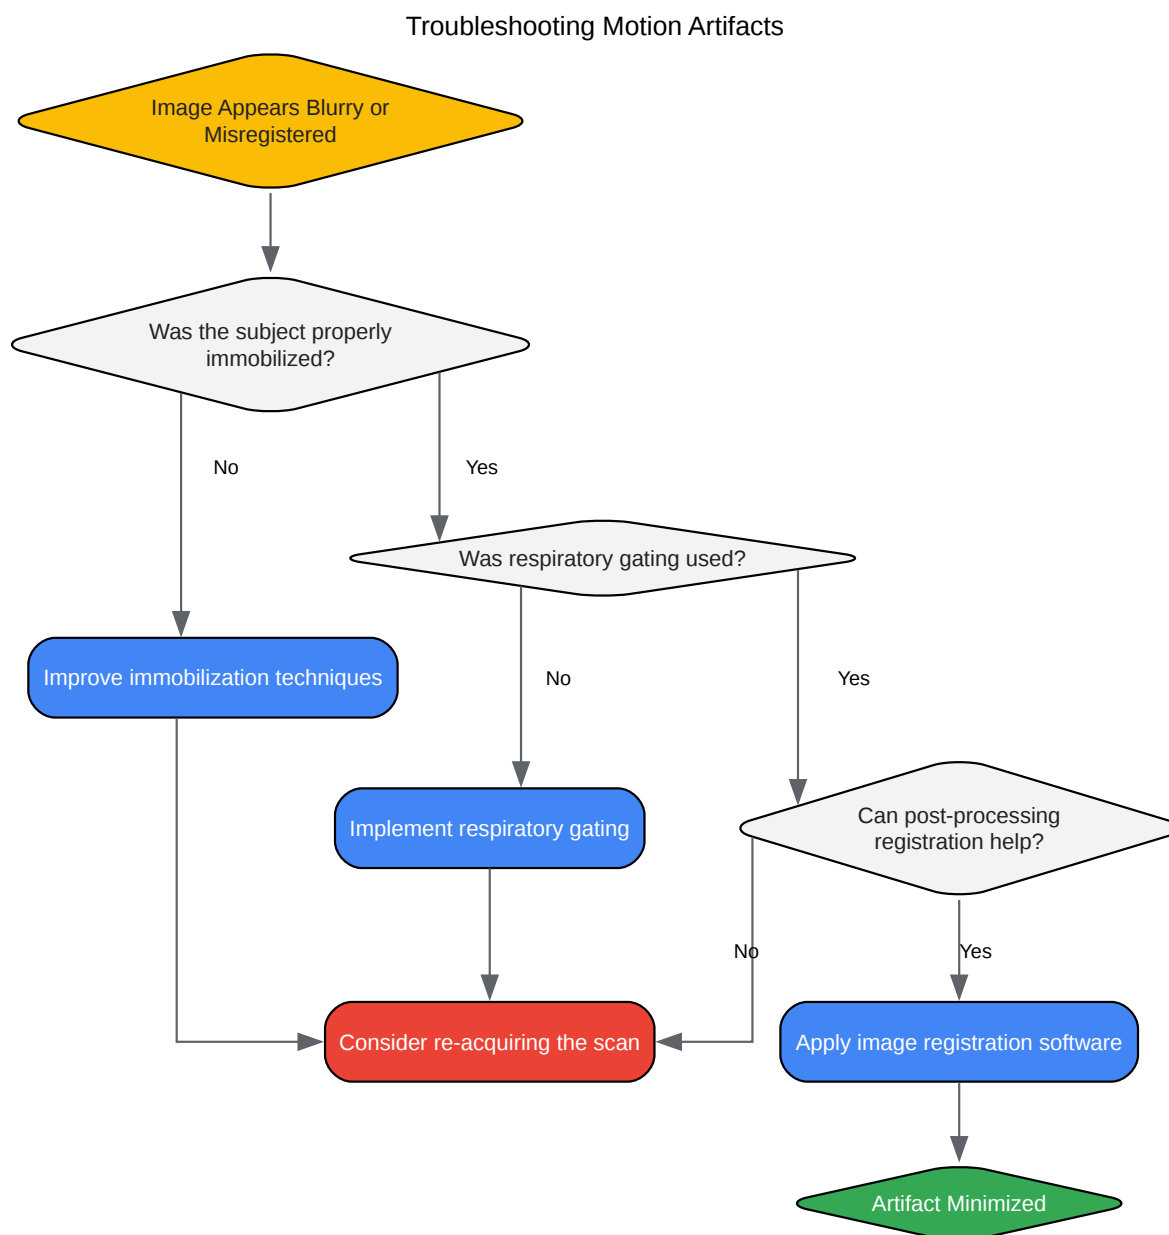 Troubleshooting Motion Artifacts
Image Appears Blurry or
Misregistered
Was the subject properly
immobilized?
No
Yes
Was respiratory gating used?
Improve immobilization techniques
No
Yes
Implement respiratory gating
Can post-processing
registration help?
No
Yes
Consider re-acquiring the scan
Apply image registration software
Artifact Minimized